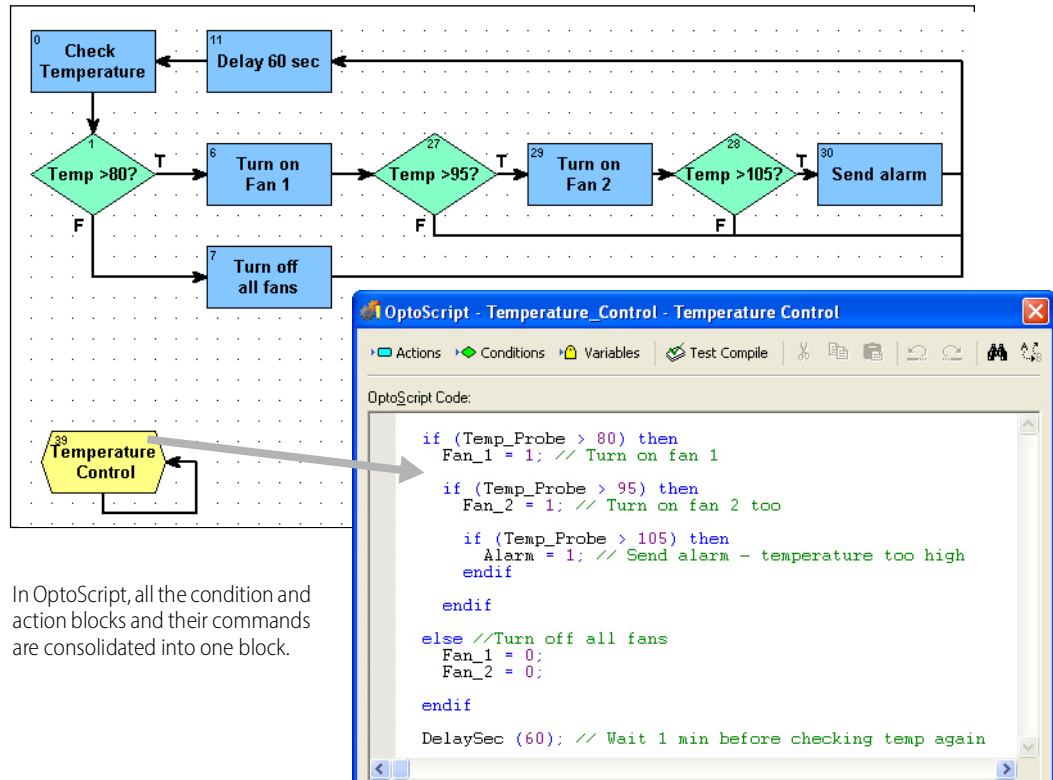 0
Check
Temperature
11
Delay 60 sec
1
Temp >80?
T
F
6
Turn on
Fan 1
27
Temp >95?
T
F
29
Turn on
Fan 2
28
Temp >105?
T
F
30
Send alarm
7
Turn off
all fans
39
Temperature
Control
In OptoScript, all the condition and
action blocks and their commands
are consolidated into one block.
OptoScript - Temperature_Control - Temperature Control
Actions Conditions Variables Test Compile
OptoScript Code:
if (Temp_Probe > 80) then
Fan_1 = 1; // Turn on fan 1
if (Temp_Probe > 95) then
Fan_2 = 1; // Turn on fan 2 too
if (Temp_Probe > 105) then
Alarm = 1; // Send alarm – temperature too high
endif
endif
else //Turn off all fans
Fan_1 = 0;
Fan_2 = 0;
endif
DelaySec (60); // Wait 1 min before checking temp again